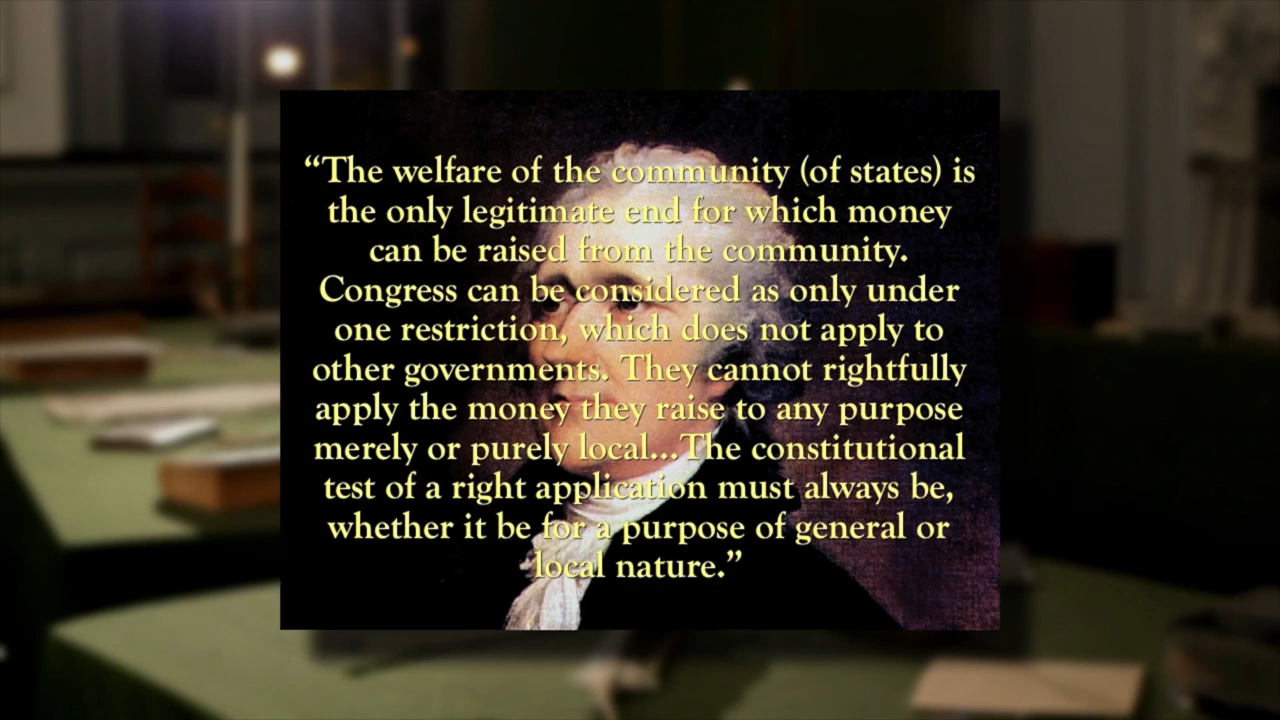 “The welfare of the community (of states) is
the only legitimate end for which money
can be raised from the community.
Congress can be considered as only under
one restriction, which does not apply to
other governments. They cannot rightfully
apply the money they raise to any purpose
merely or purely local...The constitutional
test of a right application must always be,
whether it be for a purpose of general or
local nature.”